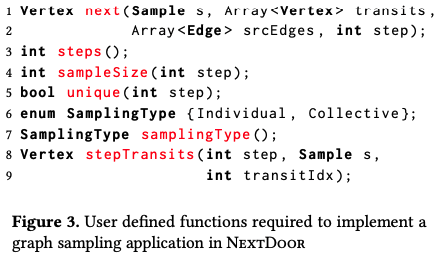 1 Vertex next(Sample s, Array<Vertex> transits,
2 Array<Edge> srcEdges, int step);
3 int steps();
4 int sampleSize(int step);
5 bool unique(int step);
6 enum SamplingType {Individual, Collective};
7 SamplingType samplingType();
8 Vertex stepTransits(int step, Sample s,
9 int transitIdx);
Figure 3. User defined functions required to implement a
graph sampling application in NextDoor